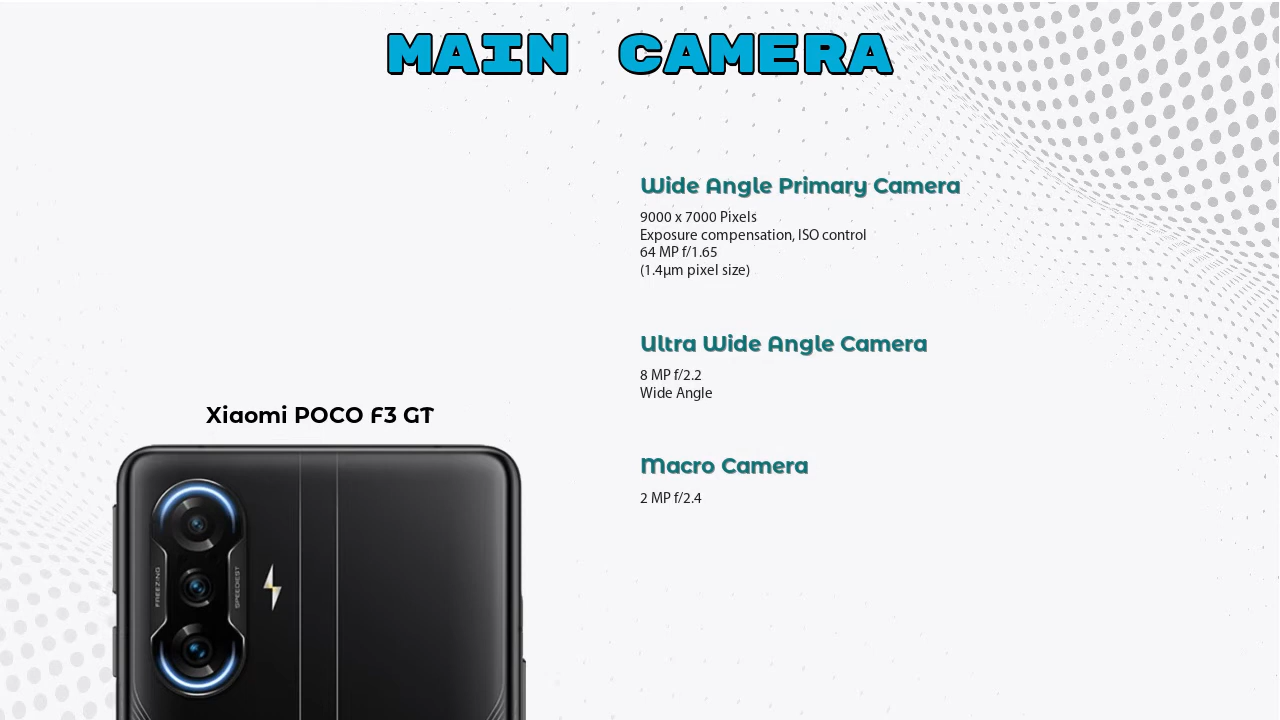 MAIN CAMERA
Wide Angle Primary Camera
9000 x 7000 Pixels
Exposure compensation, ISO control
64 MP f/1.65
(1.4µm pixel size)
Ultra Wide Angle Camera
8 MP f/2.2
Wide Angle
Macro Camera
2 MP f/2.4
Xiaomi POCO F3 GT
FREEZING
SPEEDIEST